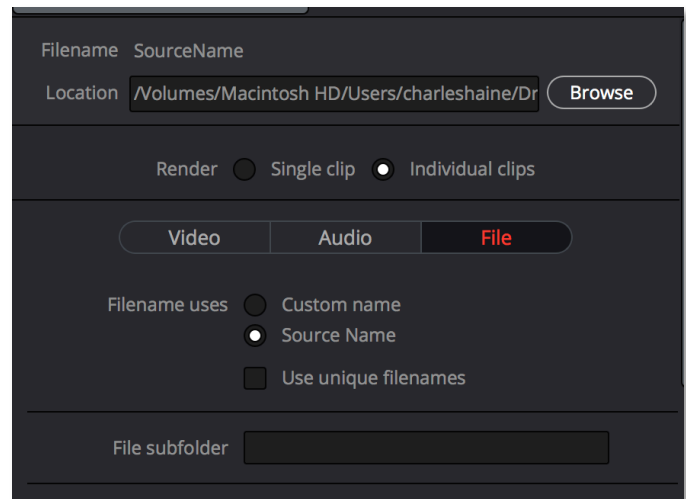 Filename SourceName
Location /Volumes/Macintosh HD/Users/charleshaine/Dr Browse
Render Single clip Individual clips
Video Audio File
Filename uses Custom name
Source Name
Use unique filenames
File subfolder